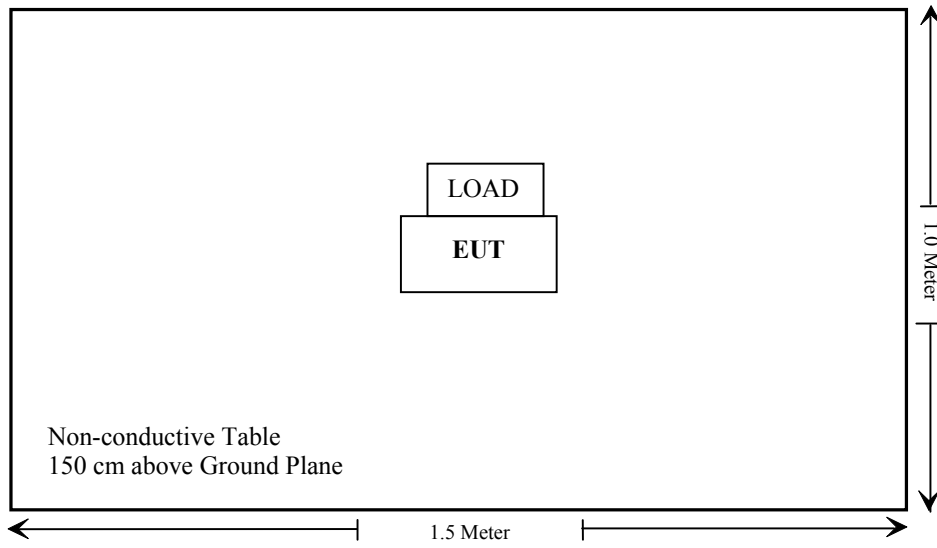 LOAD
EUT
1.0 Meter
Non-conductive Table
150 cm above Ground Plane
1.5 Meter